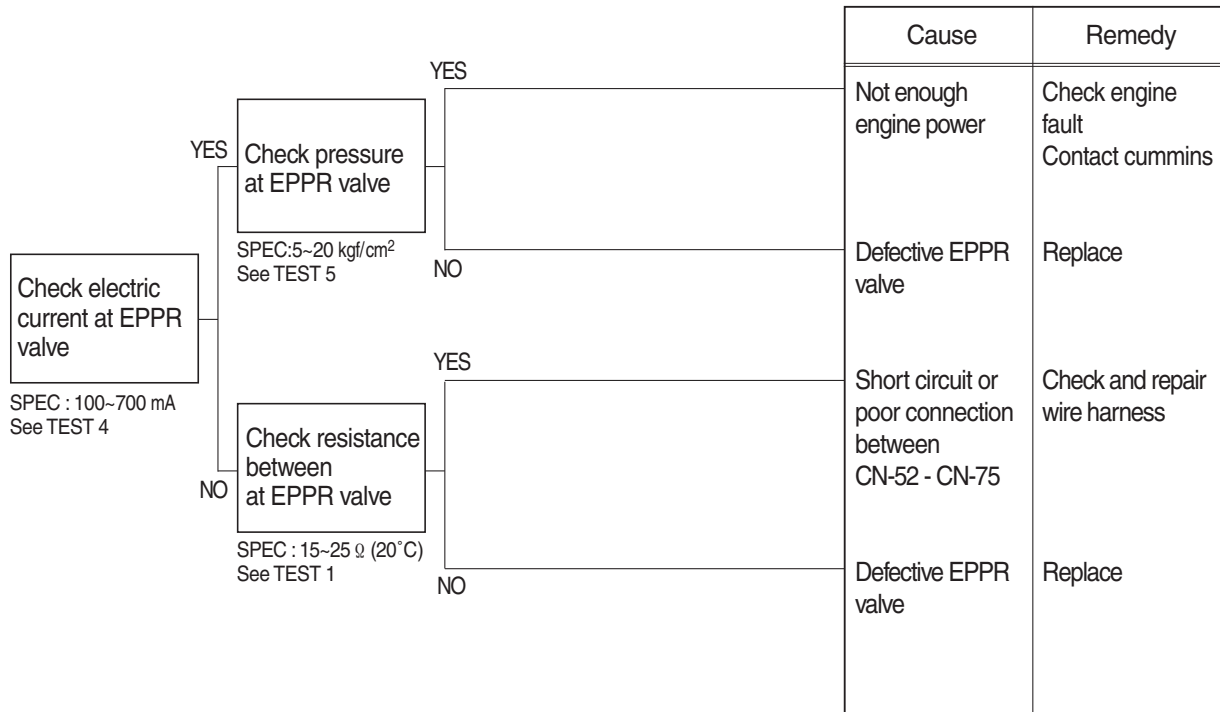 Cause
Remedy
YES
Not enough
engine power
Check engine
fault
Contact cummins
YES
Check pressure
at EPPR valve
SPEC:5~20 kgf/cm²
See TEST 5
NO
Defective EPPR
valve
Replace
Check electric
current at EPPR
valve
SPEC : 100~700 mA
See TEST 4
YES
Short circuit or
poor connection
between
CN-52 - CN-75
Check and repair
wire harness
NO
Check resistance
between
at EPPR valve
SPEC : 15~25 Ω (20˚C)
See TEST 1
NO
Defective EPPR
valve
Replace